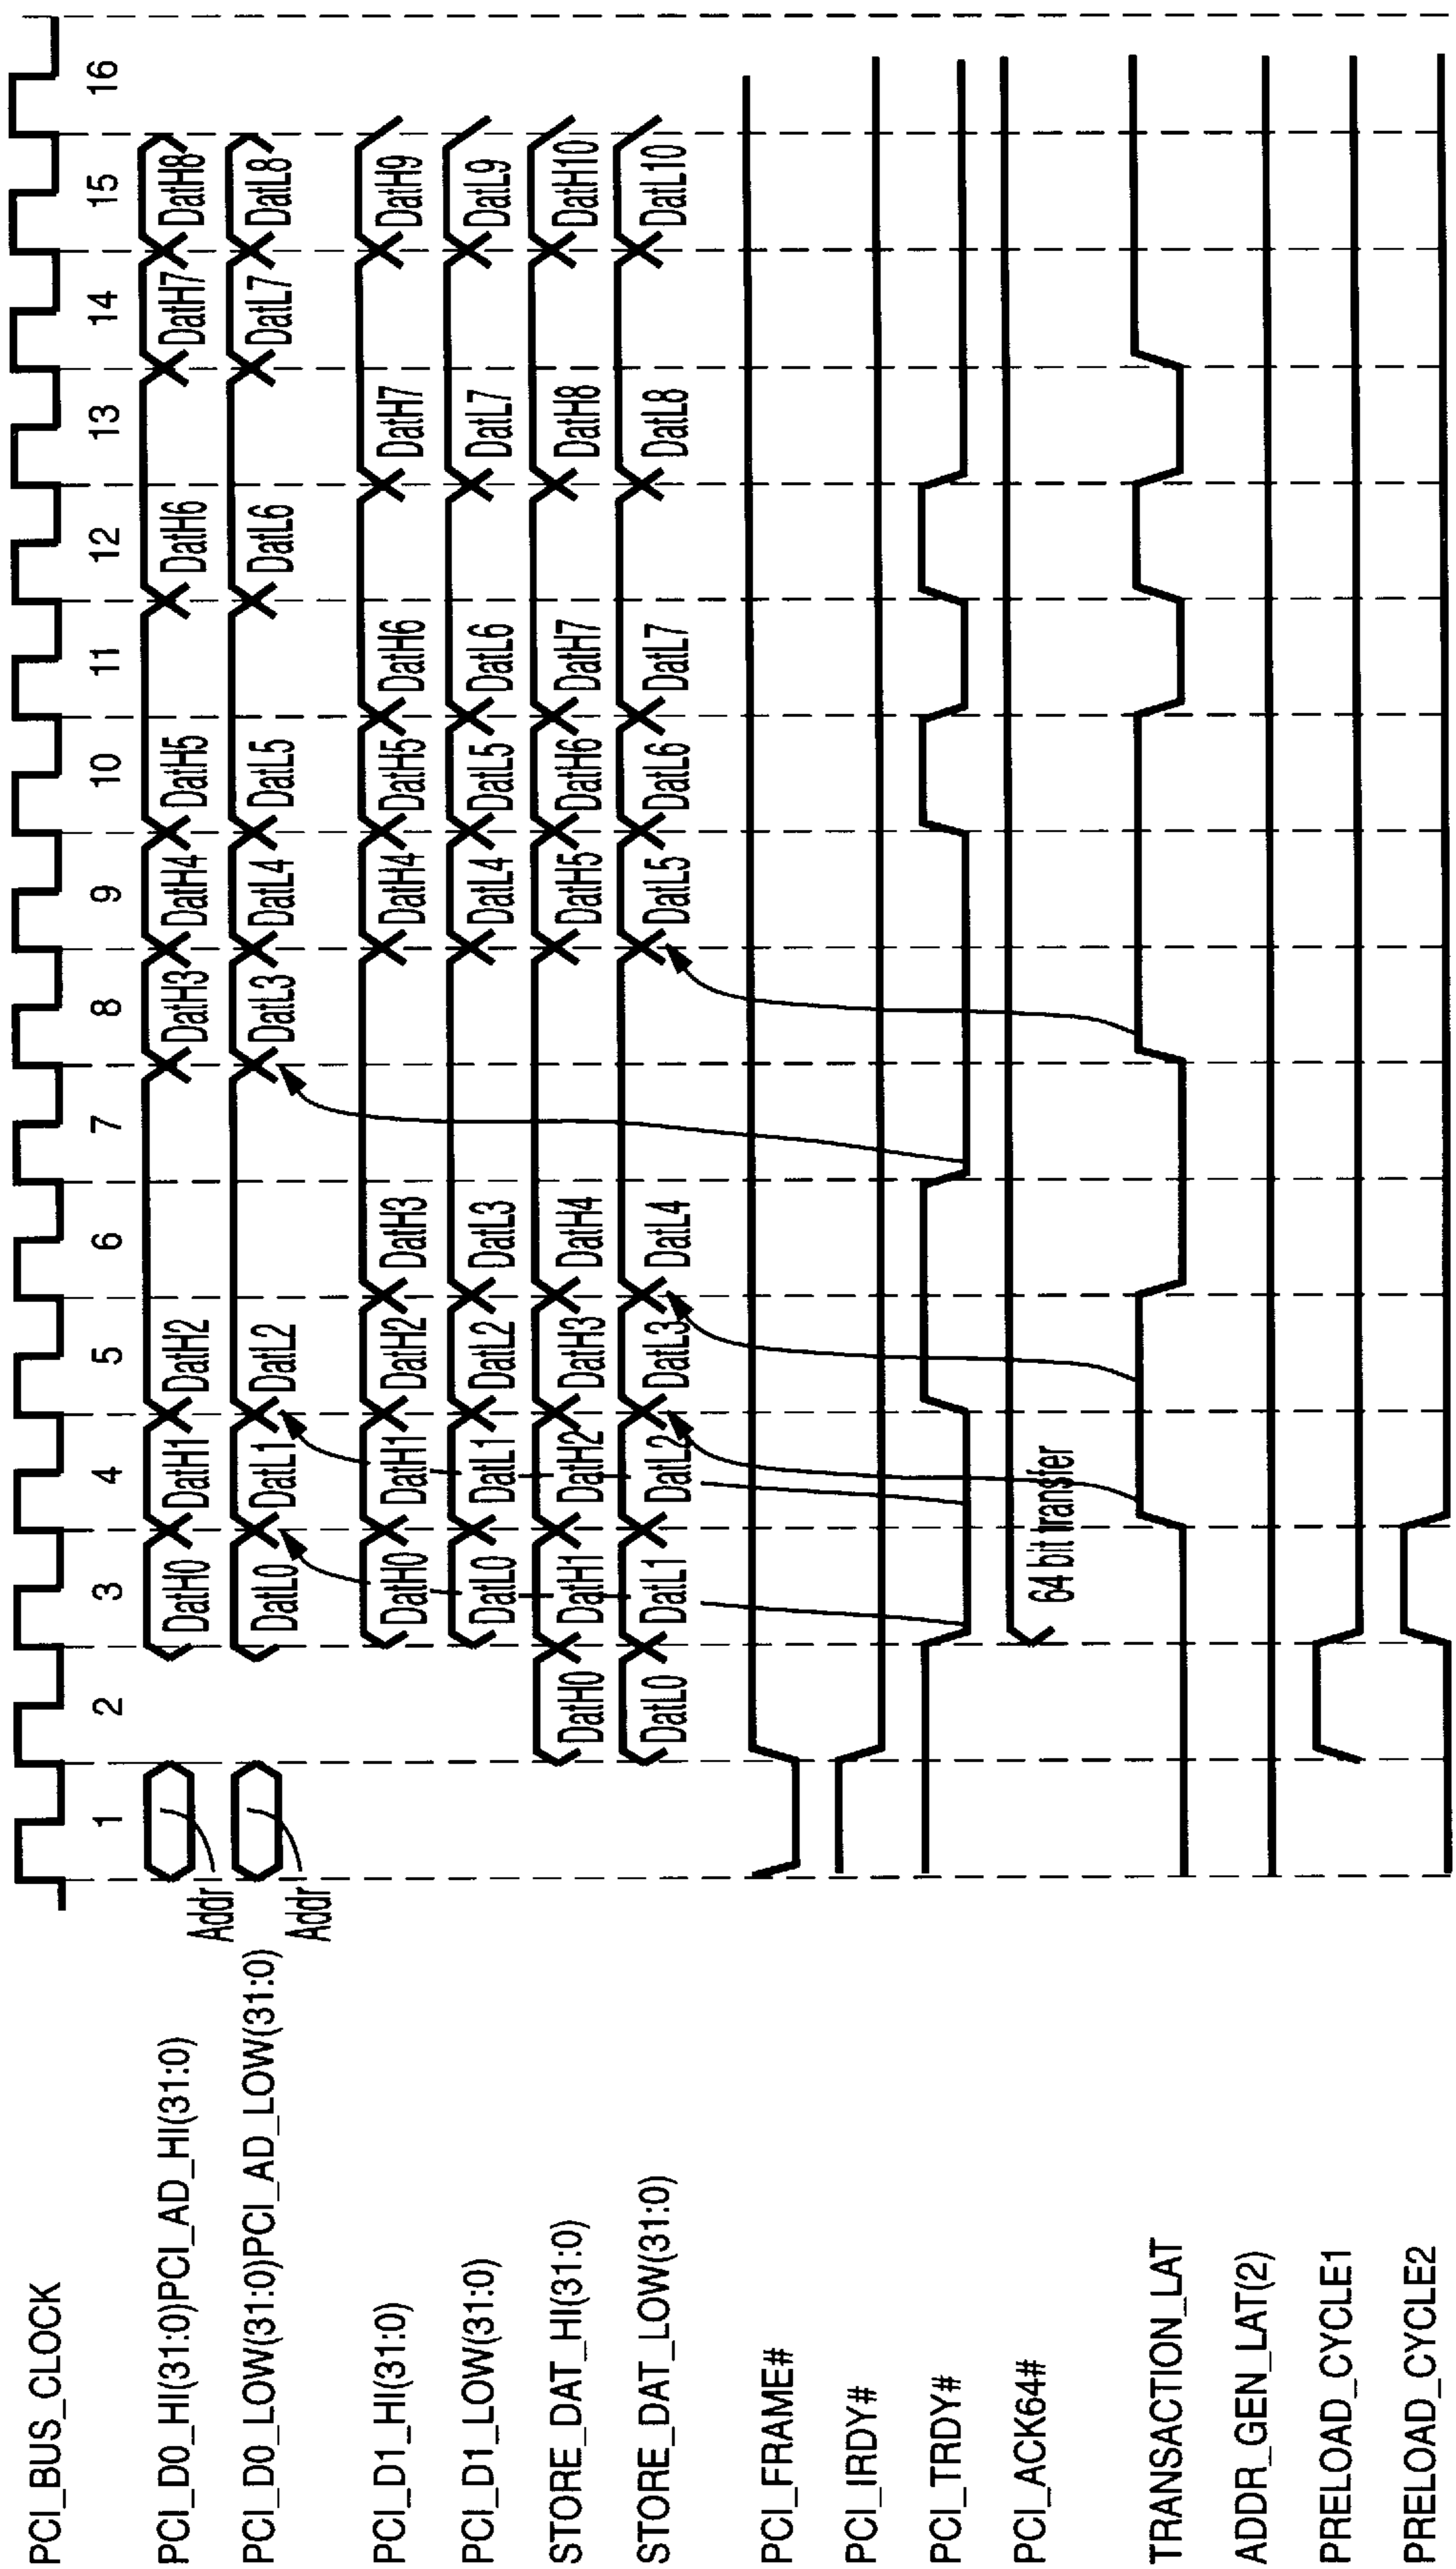 PCI_BUS_CLOCK
1 2 3 4 5 6 7 8 9 10 11 12 13 14 15 16
PCI_D0_HI(31:0)PCI_AD_HI(31:0) Addr DatH0 DatH1 DatH2 DatH3 DatH4 DatH5 DatH6 DatH7 DatH8
PCI_D0_LOW(31:0)PCI_AD_LOW(31:0) Addr DatL0 DatL1 DatL2 DatL3 DatL4 DatL5 DatL6 DatL7 DatL8
PCI_D1_HI(31:0) DatH0 DatH1 DatH2 DatH3 DatH4 DatH5 DatH6 DatH7 DatH9
PCI_D1_LOW(31:0) DatL0 DatL1 DatL2 DatL3 DatL4 DatL5 DatL6 DatL7 DatL9
STORE_DAT_HI(31:0) DatH0 DatH1 DatH2 DatH3 DatH4 DatH5 DatH6 DatH7 DatH8 DatH10
STORE_DAT_LOW(31:0) DatL0 DatL1 DatL2 DatL3 DatL4 DatL5 DatL6 DatL7 DatL8 DatL10
PCI_FRAME#
PCI_IRDY#
PCI_TRDY#
PCI_ACK64# 64 bit transfer
TRANSACTION_LAT
ADDR_GEN_LAT(2)
PRELOAD_CYCLE1
PRELOAD_CYCLE2